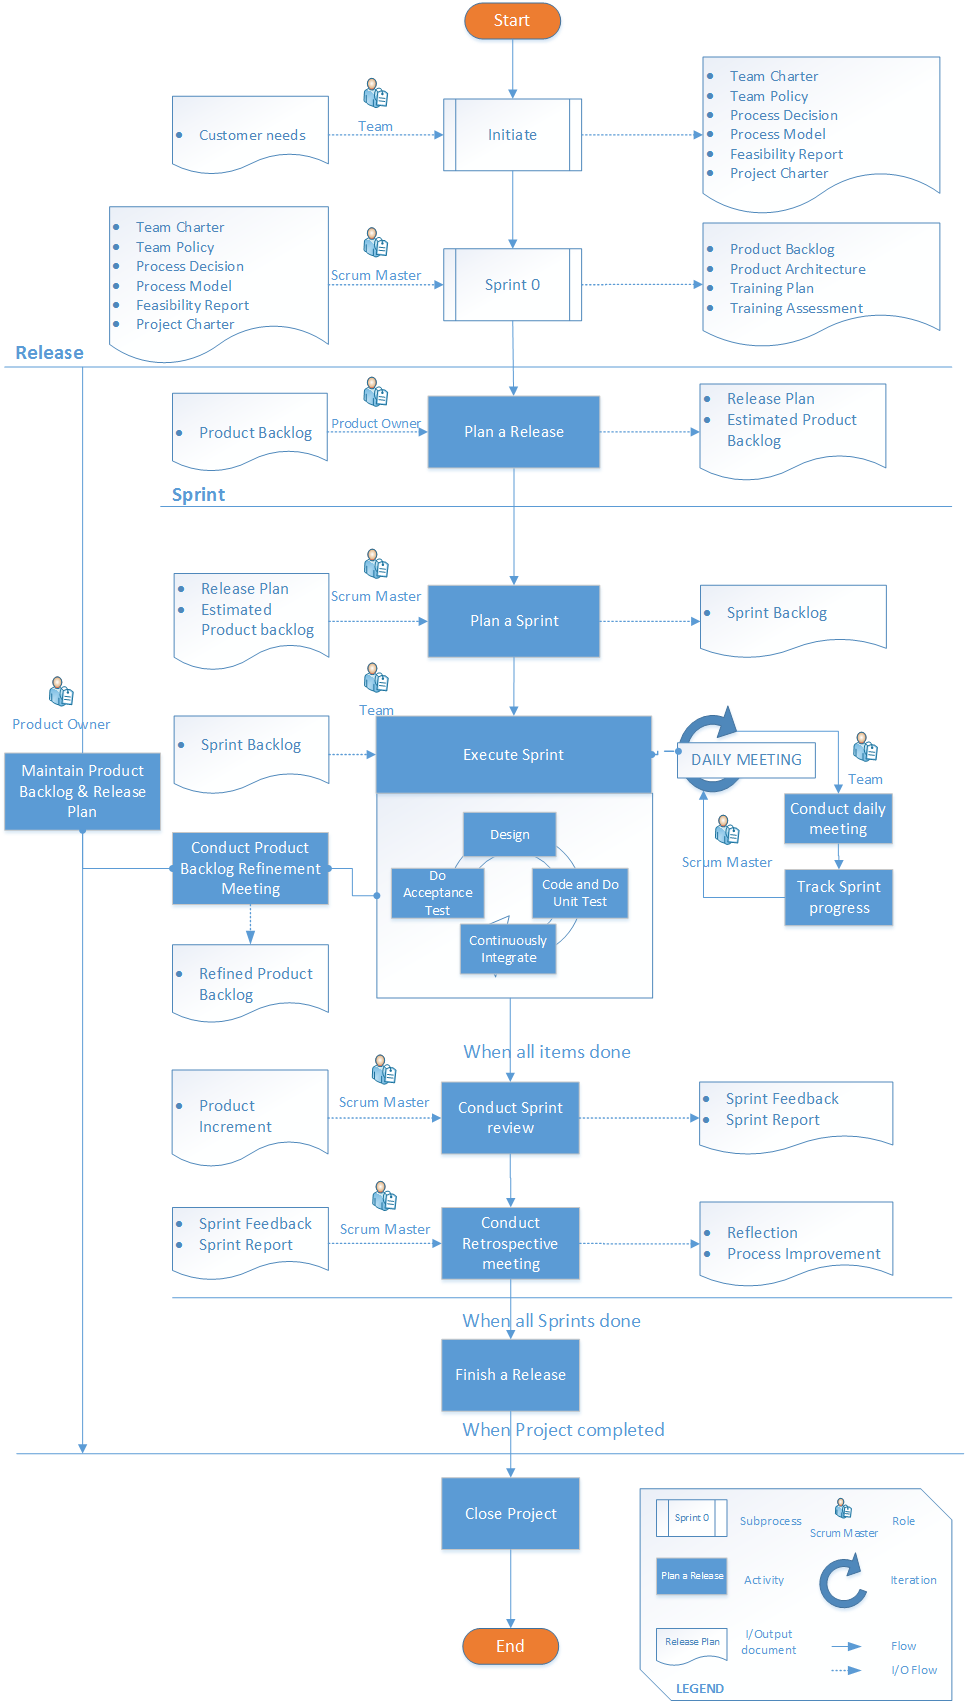 Start
Customer needs
Team
Initiate
Team Charter
Team Policy
Process Decision
Process Model
Feasibility Report
Project Charter
Team Charter
Team Policy
Process Decision
Process Model
Feasibility Report
Project Charter
Scrum Master
Sprint 0
Product Backlog
Product Architecture
Training Plan
Training Assessment
Release
Product Backlog
Product Owner
Plan a Release
Release Plan
Estimated Product
Backlog
Sprint
Release Plan
Estimated
Product backlog
Scrum Master
Plan a Sprint
Sprint Backlog
Product Owner
Maintain Product
Backlog & Release
Plan
Sprint Backlog
Team
Execute Sprint
DAILY MEETING
Team
Conduct daily
meeting
Scrum Master
Track Sprint
progress
Design
Do
Acceptance
Test
Code and Do
Unit Test
Continuously
Integrate
Conduct Product
Backlog Refinement
Meeting
Refined Product
Backlog
When all items done
Product
Increment
Scrum Master
Conduct Sprint
review
Sprint Feedback
Sprint Report
Sprint Feedback
Sprint Report
Scrum Master
Conduct
Retrospective
meeting
Reflection
Process Improvement
When all Sprints done
Finish a Release
When Project completed
Close Project
End
Sprint 0
Subprocess
Scrum Master
Role
Plan a Release
Activity
Iteration
Release Plan
I/Output
document
Flow
I/O Flow
LEGEND